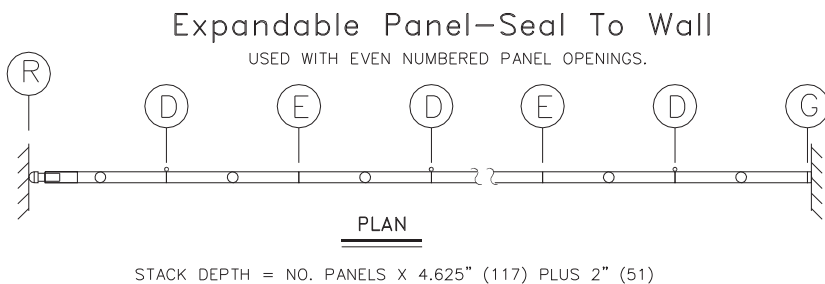 Expandable Panel-Seal To Wall
USED WITH EVEN NUMBERED PANEL OPENINGS.
R
D E D E D G
PLAN
STACK DEPTH = NO. PANELS X 4.625" (117) PLUS 2" (51)